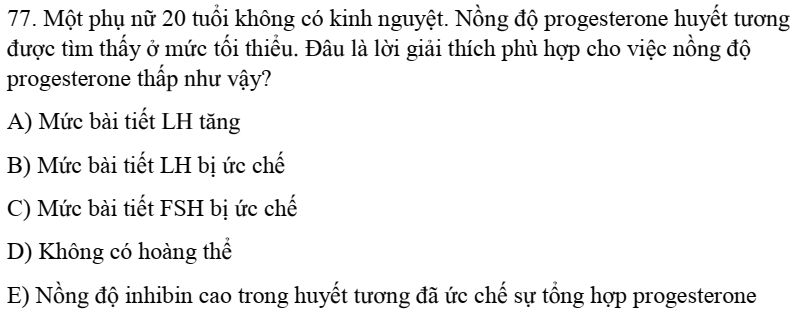 77. Một phụ nữ 20 tuổi không có kinh nguyệt. Nồng độ progesterone huyết tương
được tìm thấy ở mức tối thiểu. Đâu là lời giải thích phù hợp cho việc nồng độ
progesterone thấp như vậy?
A) Mức bài tiết LH tăng
B) Mức bài tiết LH bị ức chế
C) Mức bài tiết FSH bị ức chế
D) Không có hoàng thể
E) Nồng độ inhibin cao trong huyết tương đã ức chế sự tổng hợp progesterone